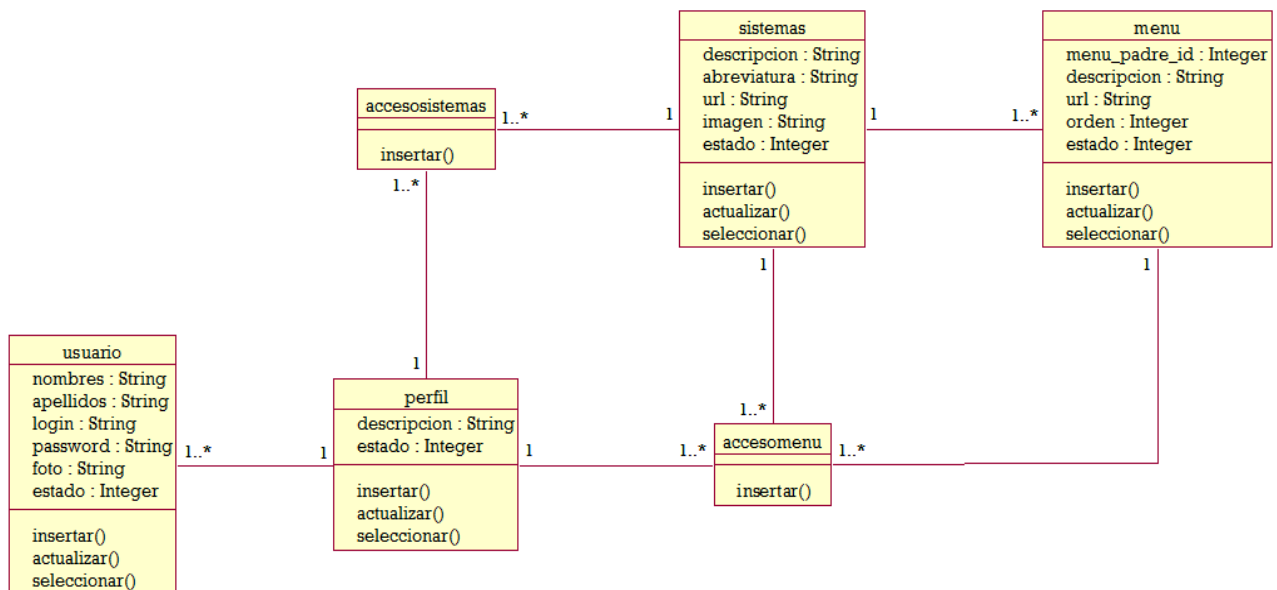 sistemas
descripcion : String
abreviatura : String
url : String
imagen : String
estado : Integer
insertar()
actualizar()
seleccionar()
menu
menu_padre_id : Integer
descripcion : String
url : String
orden : Integer
estado : Integer
insertar()
actualizar()
seleccionar()
accesosistemas
insertar()
1..*
1
1
1..*
1..*
1
1
1
usuario
nombres : String
apellidos : String
login : String
password : String
foto : String
estado : Integer
insertar()
actualizar()
seleccionar()
1..*
1
perfil
descripcion : String
estado : Integer
insertar()
actualizar()
seleccionar()
1
1..*
1..*
accesomenu
insertar()
1..*